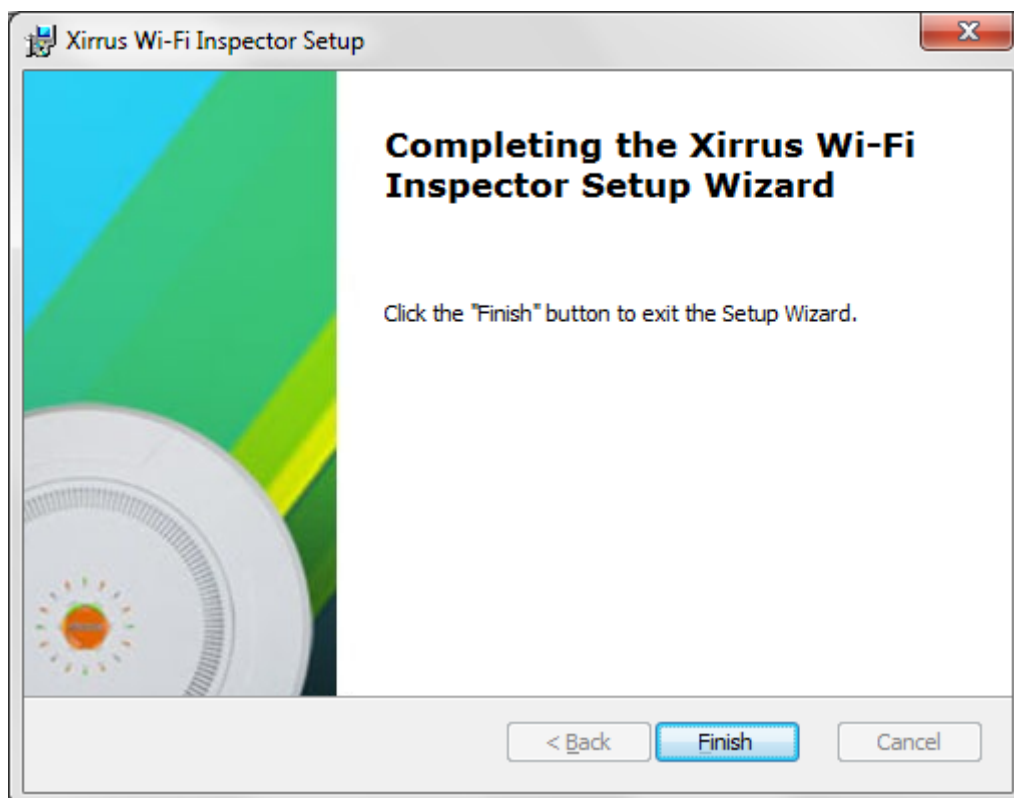 Xirrus Wi-Fi Inspector Setup
Completing the Xirrus Wi-Fi
Inspector Setup Wizard
Click the "Finish" button to exit the Setup Wizard.
< Back Finish Cancel